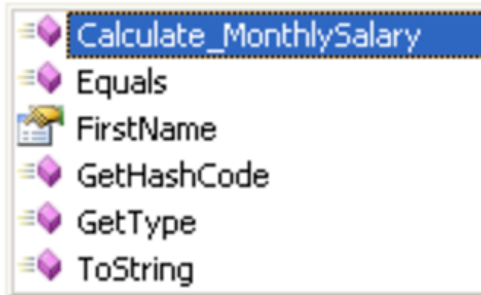 Calculate_MonthlySalary
Equals
FirstName
GetHashCode
GetType
ToString